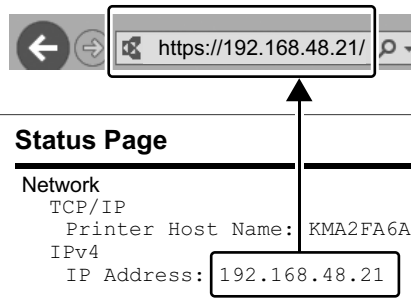 https://192.168.48.21/
Status Page
Network
TCP/IP
Printer Host Name: KMA2FA6A
IPv4
IP Address: 192.168.48.21